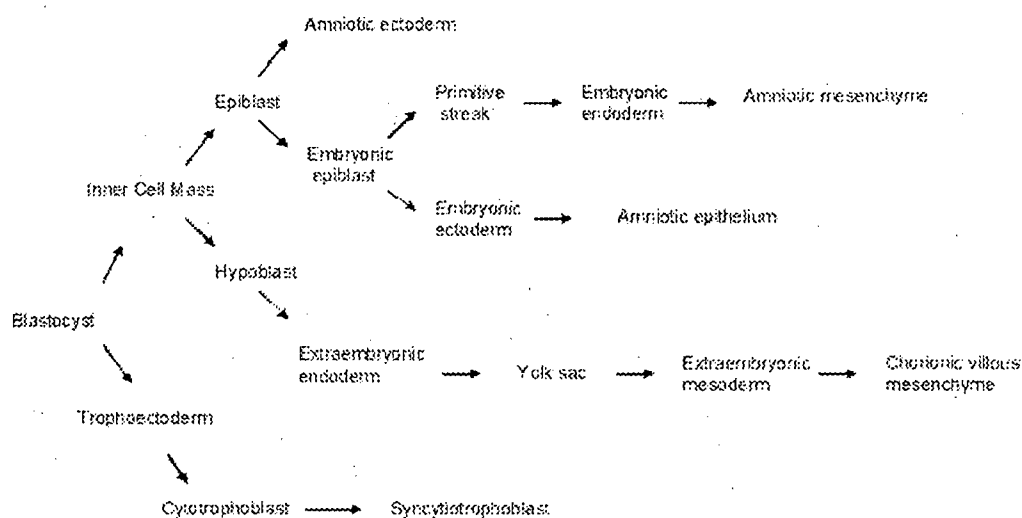 Amniotic ectoderm
Epiblast
Primitive
streak
Embryonic
endoderm
Amniotic mesenchyme
Embryonic
epiblast
Inner Cell Mass
Embryonic
ectoderm
Amniotic epithelium
Hypoblast
Blastocyst
Extraembryonic
endoderm
Yolk sac
Extraembryonic
mesoderm
Chorionic villous
mesenchyme
Trophoectoderm
Cytotrophoblast
Syncytiotrophoblast